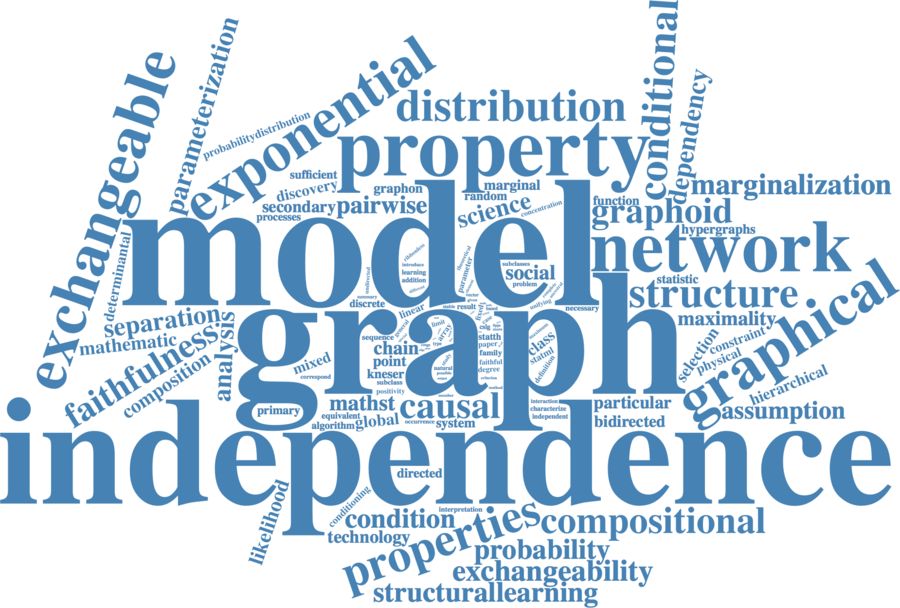 exchangeable
parameterization
probabilitydistribution
exponential
distribution
property
conditional
dependency
marginalization
sufficient
discovery
graphon
marginal
random
science
concentration
function
graphoid
hypergraphs
secondary
pairwise
processes
model
network
determinantal
social
problem
subclasses
statistic
structure
introduce
learning
addition
parameter
theoretical
undirected
discrete
linear
result
necessary
unifying
maximality
separation
mathematic
faithfulness
composition
analysis
graph
graphical
selection
constraint
physical
hierarchical
sequence
general
limit
array
type
chain
point
kneser
subclass
positivity
mixed
correspond
natural
possible
statth
paper
family
faithful
degree
class
statml
definition
primary
mathst
causal
equivalent
algorithm
global
occurrence
system
interaction
characterize
independent
particular
bidirected
assumption
independence
directed
likelihood
conditioning
interpretation
condition
technology
properties
compositional
probability
exchangeability
structurallearning